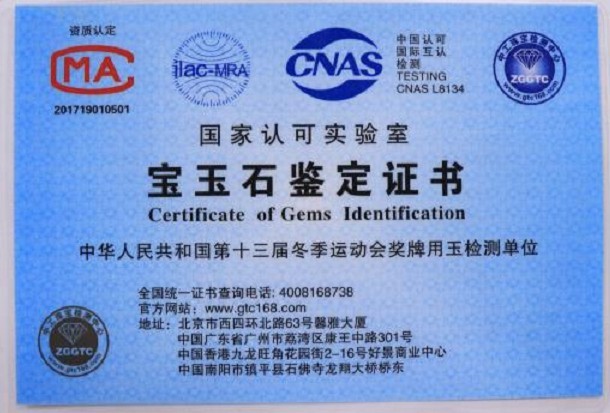 资质认定
MA
201719010501
ilac-MRA
CNAS
中国认可
国际互认
检测
TESTING
CNAS L8134
ZGGTC
www.gtc168.com
国家认可实验室
宝玉石鉴定证书
Certificate of Gems Identification
中华人民共和国第十三届冬季运动会奖牌用玉检测单位
全国统一证书查询电话: 4008168738
官方网站: www.gtc168.com
地址: 北京市西四环北路63号馨雅大厦
中国广东省广州市荔湾区康王中路301号
中国香港九龙旺角花园街2-16号好景商业中心
中国南阳市镇平县石佛寺龙翔大桥桥东
ZGGTC